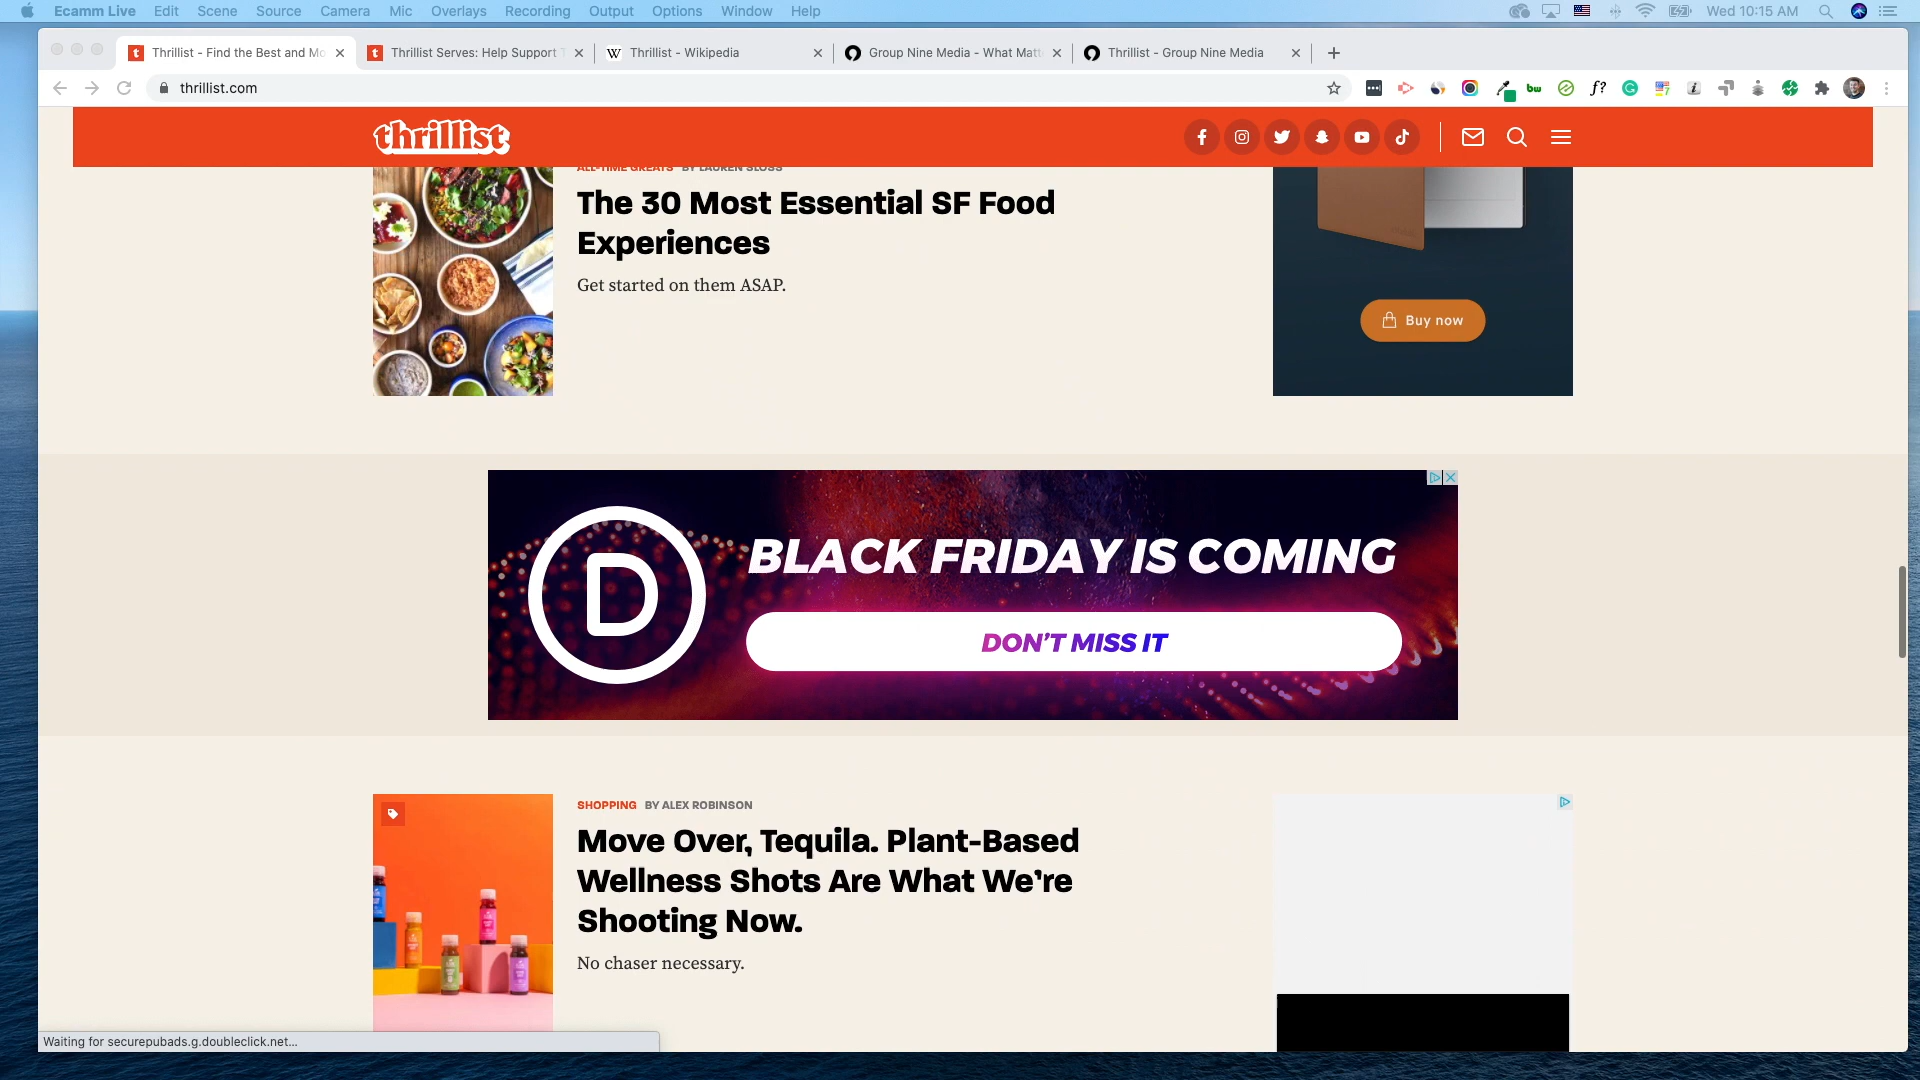 Ecamm Live Edit Scene Source Camera Mic Overlays Recording Output Options Window Help
Wed 10:15 AM
Thrillist - Find the Best and Mo
Thrillist Serves: Help Support T
W Thrillist - Wikipedia
Group Nine Media - What Matt
Thrillist - Group Nine Media
thrillist.com
bw
f?
thrillist
ALL-TIME GREATS BY LAUREN SLOSS
The 30 Most Essential SF Food
Experiences
Get started on them ASAP.
Buy now
D
BLACK FRIDAY IS COMING
DON'T MISS IT
SHOPPING BY ALEX ROBINSON
Move Over, Tequila. Plant-Based
Wellness Shots Are What We're
Shooting Now.
No chaser necessary.
Waiting for securepubads.g.doubleclick.net...